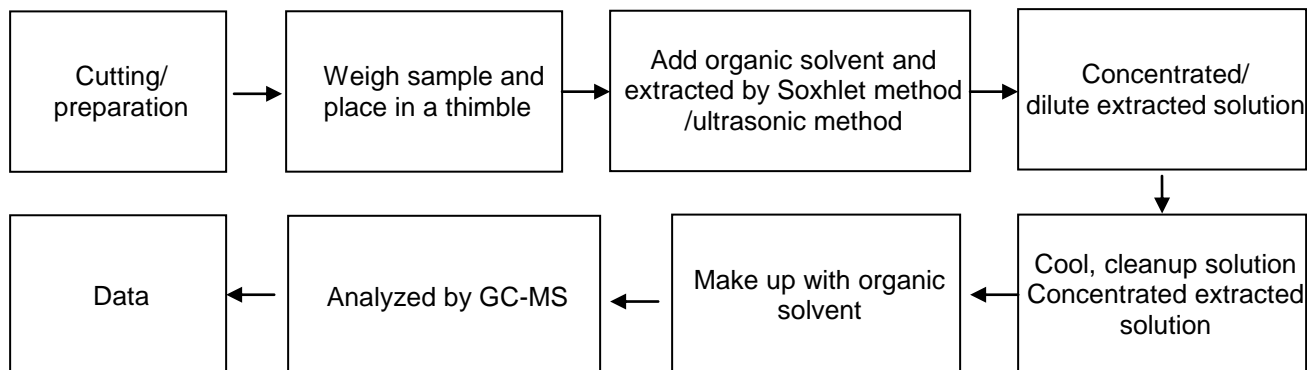 Cutting/
preparation
Weigh sample and
place in a thimble
Add organic solvent and
extracted by Soxhlet method
/ultrasonic method
Concentrated/
dilute extracted solution
Cool, cleanup solution
Concentrated extracted
solution
Make up with organic
solvent
Analyzed by GC-MS
Data